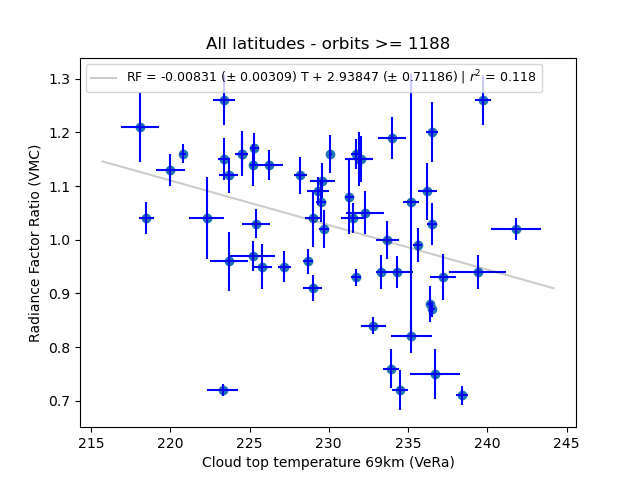 All latitudes - orbits >= 1188
RF = -0.00831 (± 0.00309) T + 2.93847 (± 0.71186) | r² = 0.118
1.3
1.2
1.1
1.0
0.9
0.8
0.7
Radiance Factor Ratio (VMC)
215 220 225 230 235 240 245
Cloud top temperature 69km (VeRa)